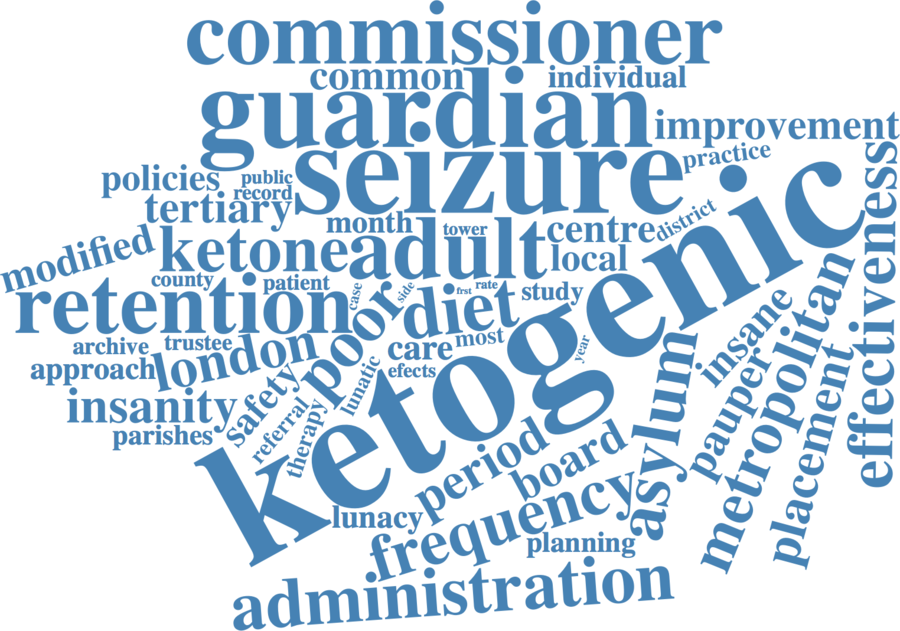 commissioner
common
individual
guardian
improvement
seizure
practice
policies
public
record
tertiary
month
tower
centre
district
modified
ketone
adult
local
ketogenic
effectiveness
county
patient
case
side
frst
rate
study
retention
poor
diet
archive
trustee
london
care
most
year
insane
metropolitan
approach
efects
lunatic
safety
insanity
referral
therapy
parishes
asylum
pauper
placement
period
board
lunacy
frequency
planning
administration